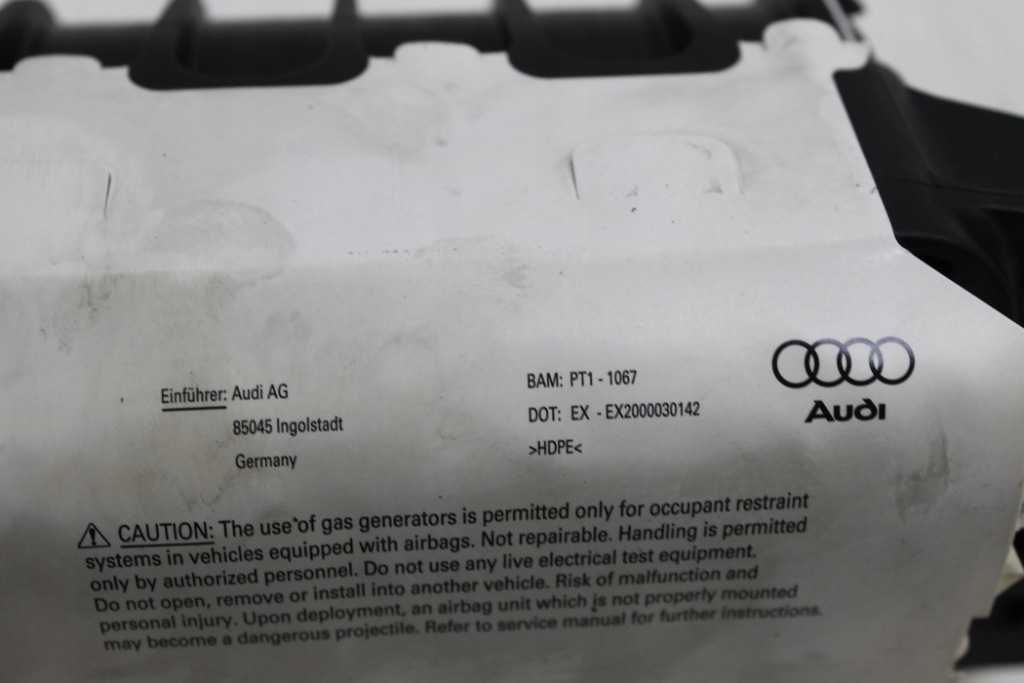 Einführer: Audi AG
85045 Ingolstadt
Germany
BAM: PT1 - 1067
DOT: EX - EX2000030142
>HDPE<
Audi
CAUTION: The use of gas generators is permitted only for occupant restraint
systems in vehicles equipped with airbags. Not repairable. Handling is permitted
only by authorized personnel. Do not use any live electrical test equipment.
Do not open, remove or install into another vehicle. Risk of malfunction and
personal injury. Upon deployment, an airbag unit which is not properly mounted
may become a dangerous projectile. Refer to service manual for further instructions.